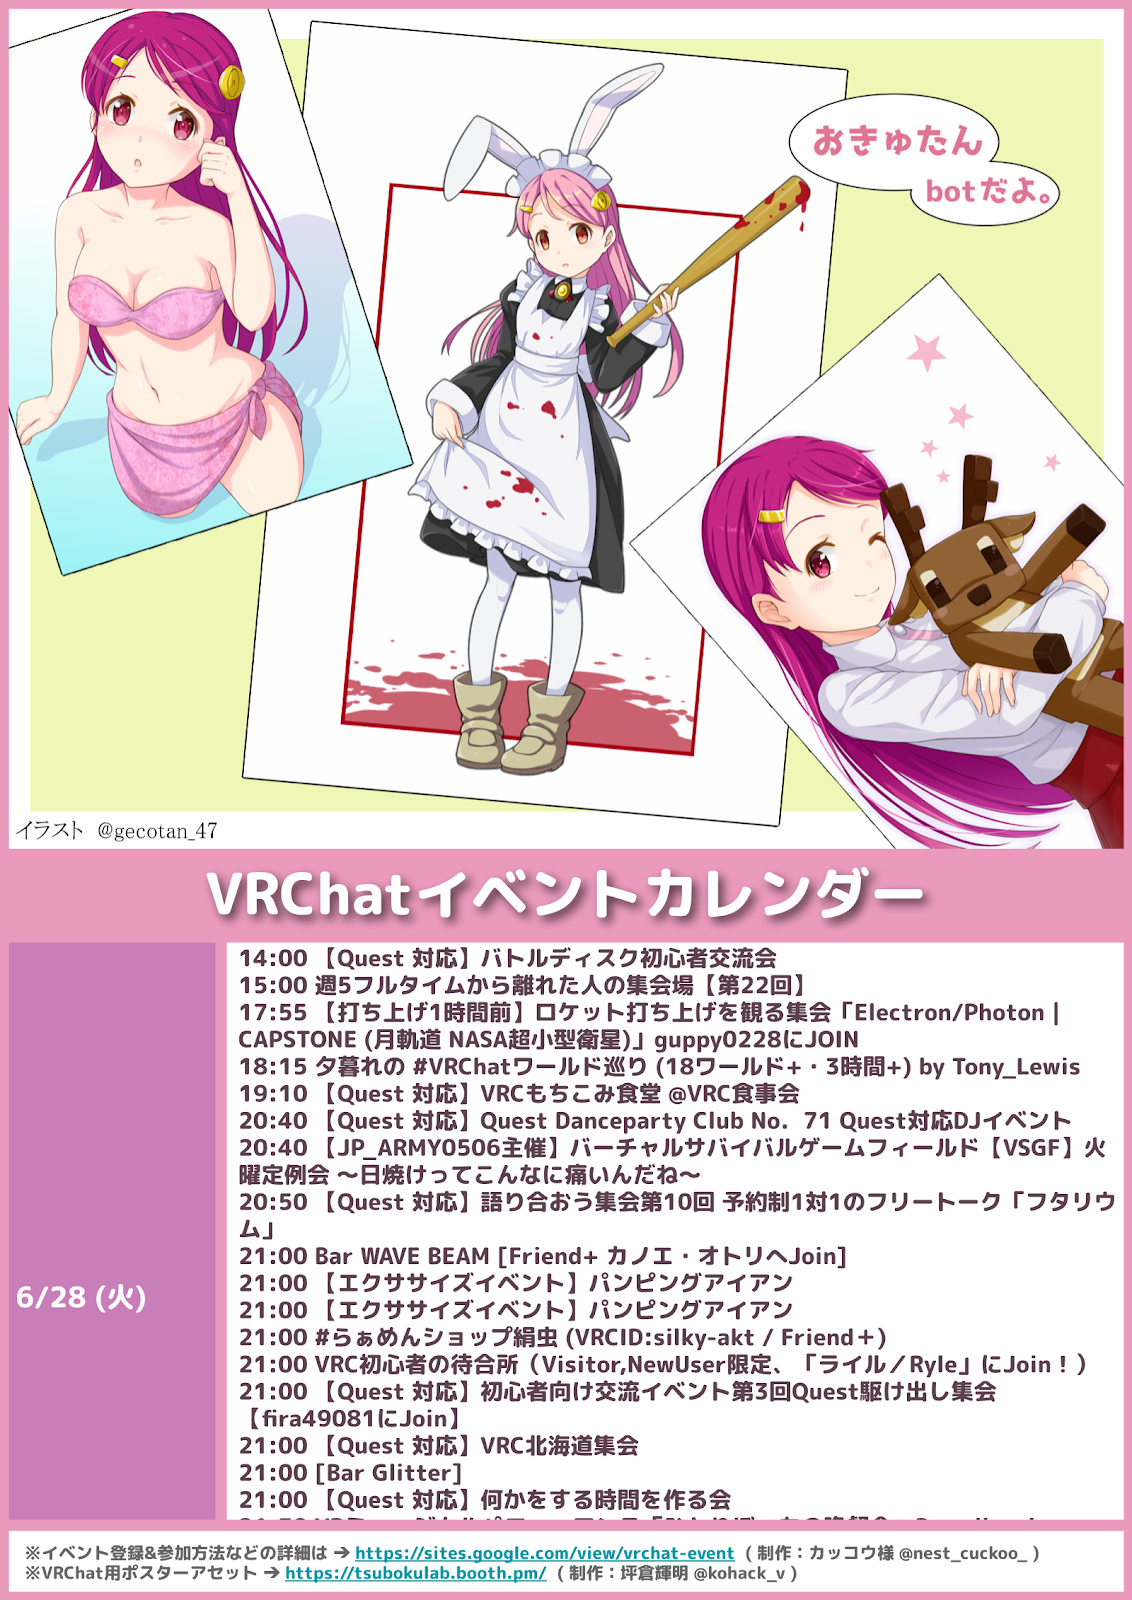 おきゅたん
botだよ。
イラスト @gecotan_47
VRChatイベントカレンダー
6/28 (火)
14:00 【Quest 対応】バトルディスク初心者交流会
15:00 週5フルタイムから離れた人の集会場【第22回】
17:55 【打ち上げ1時間前】ロケット打ち上げを観る集会「Electron/Photon |
CAPSTONE (月軌道 NASA超小型衛星)」guppy0228にJOIN
18:15 夕暮れの #VRChatワールド巡り (18ワールド+・3時間+) by Tony_Lewis
19:10 【Quest 対応】VRCもちこみ食堂 @VRC食事会
20:40 【Quest 対応】Quest Danceparty Club No. 71 Quest対応DJイベント
20:40 【JP_ARMY0506主催】バーチャルサバイバルゲームフィールド【VSGF】火
曜定例会 〜日焼けってこんなに痛いんだね〜
20:50 【Quest 対応】語り合おう集会第10回 予約制1対1のフリートーク「フタリウ
ム」
21:00 Bar WAVE BEAM [Friend+ カノエ・オトリへJoin]
21:00 【エクササイズイベント】パンピングアイアン
21:00 【エクササイズイベント】パンピングアイアン
21:00 #らぁめんショップ絹虫 (VRCID:silky-akt / Friend＋)
21:00 VRC初心者の待合所（Visitor,NewUser限定、「ライル／Ryle」にJoin！）
21:00 【Quest 対応】初心者向け交流イベント第3回Quest駆け出し集会
【fira49081にJoin】
21:00 【Quest 対応】VRC北海道集会
21:00 [Bar Glitter]
21:00 【Quest 対応】何かをする時間を作る会
※イベント登録&参加方法などの詳細は ➔ https://sites.google.com/view/vrchat-event ( 制作：カッコウ様 @nest_cuckoo_ )
※VRChat用ポスターアセット ➔ https://tsubokulab.booth.pm/ ( 制作：坪倉輝明 @kohack_v )